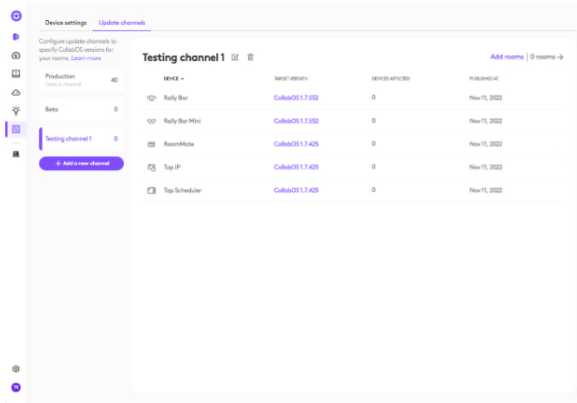 Device settings Update channels
Configure update channels to
specify CollabOS versions for
your rooms. Learn more
Production 40
Default channel
Beta 0
Testing channel 1 0
+ Add a new channel
Testing channel 1
Add rooms | 0 rooms →
DEVICE TARGET VERSION DEVICES AFFECTED PUBLISHED AT
Rally Bar CollabOS 1.7.552 0 Nov 11, 2022
Rally Bar Mini CollabOS 1.7.552 0 Nov 11, 2022
RoomMate CollabOS 1.7.425 0 Nov 11, 2022
Tap IP CollabOS 1.7.425 0 Nov 11, 2022
Tap Scheduler CollabOS 1.7.425 0 Nov 11, 2022